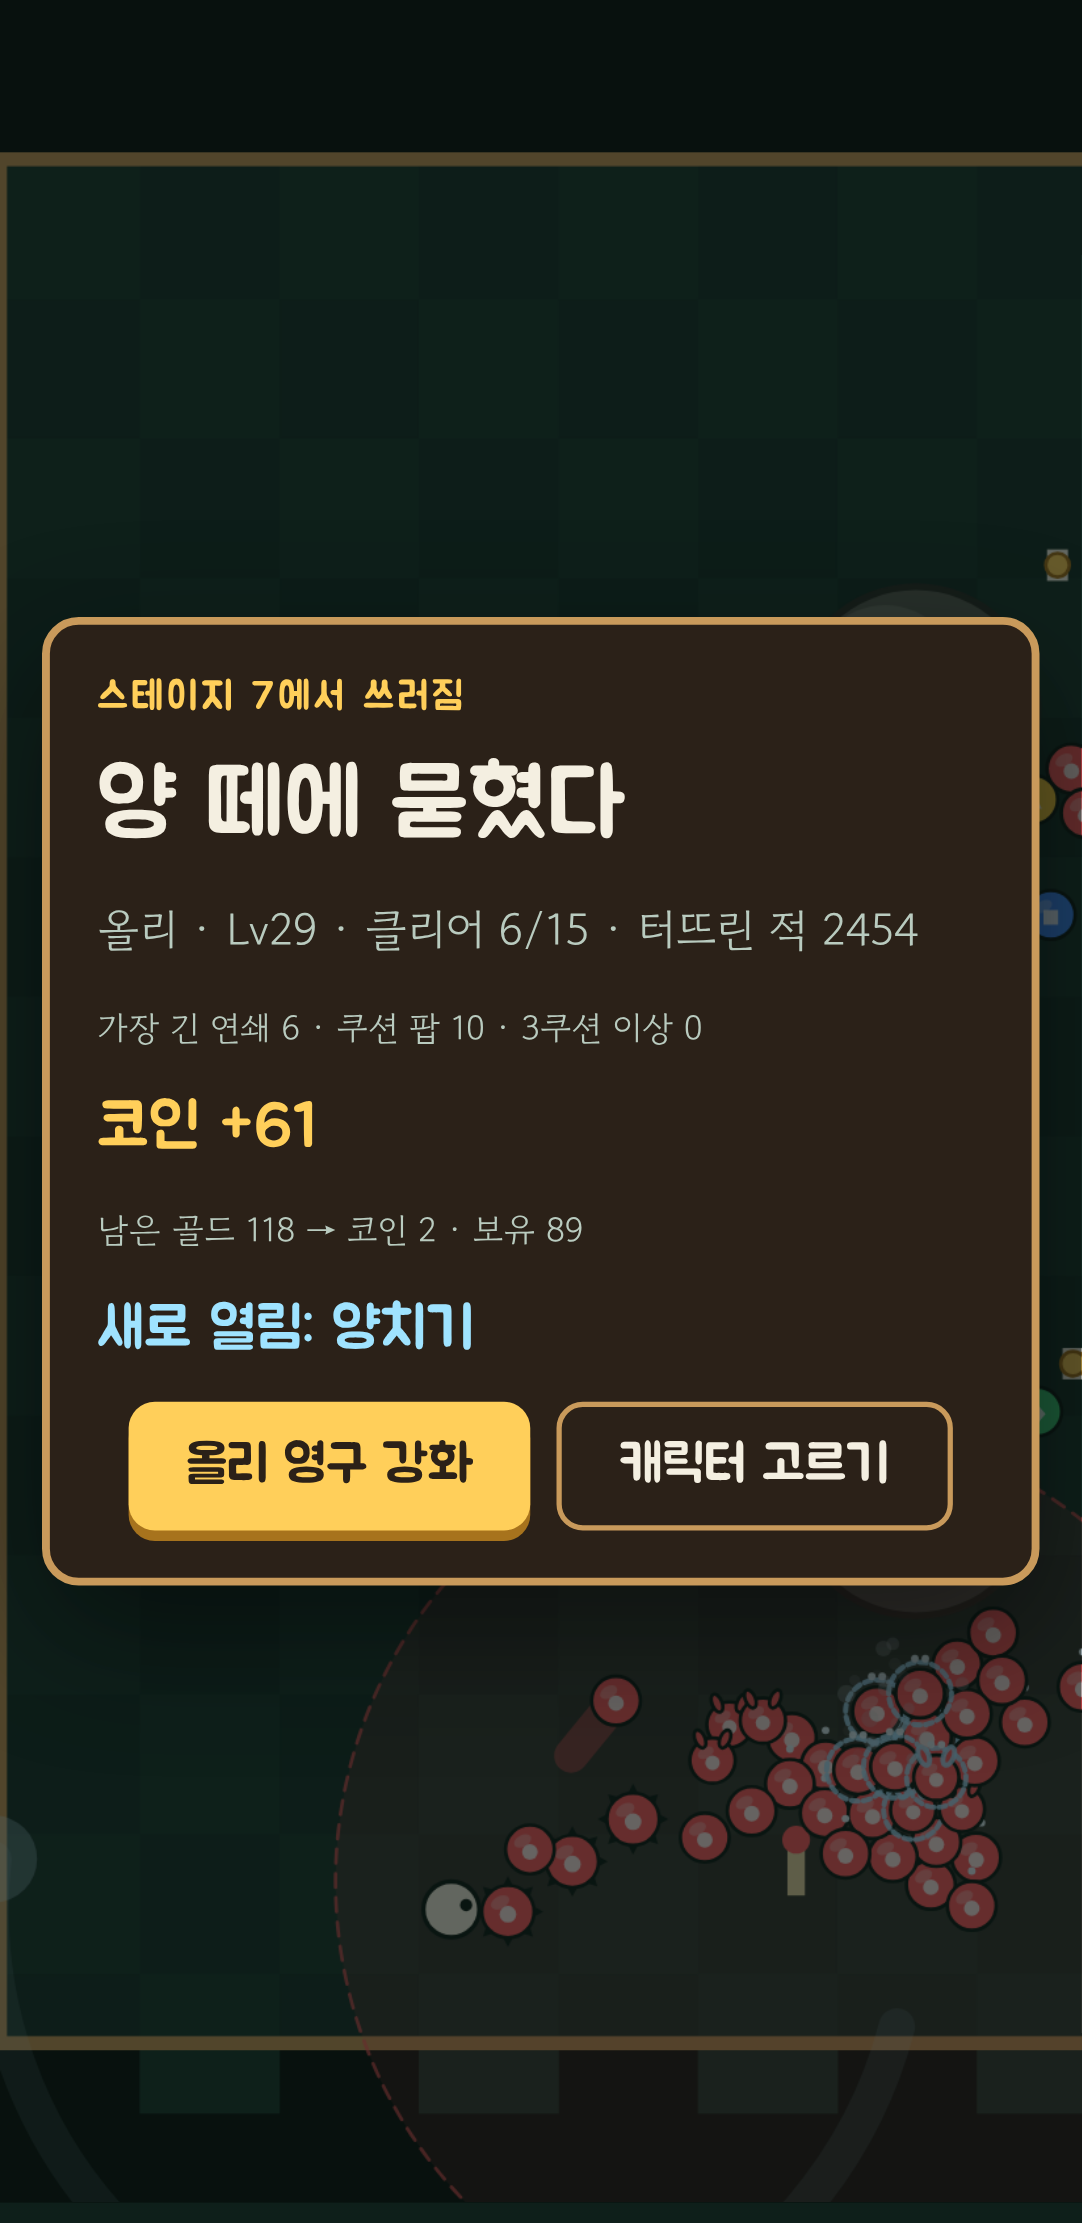 스테이지 7에서 쓰러짐
양 떼에 묻혔다
올리 · Lv29 · 클리어 6/15 · 터뜨린 적 2454
가장 긴 연쇄 6 · 쿠션 팝 10 · 3쿠션 이상 0
코인 +61
남은 골드 118 → 코인 2 · 보유 89
새로 열림: 양치기
올리 영구 강화
캐릭터 고르기